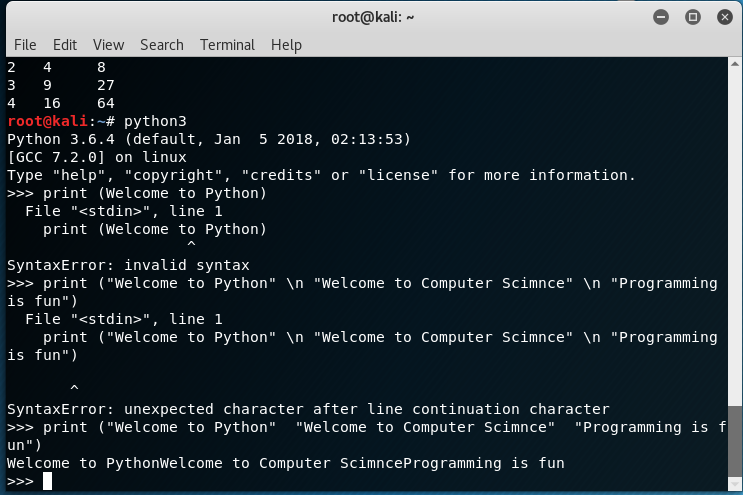 root@kali: ~
File Edit View Search Terminal Help
2 4 8
3 9 27
4 16 64
root@kali:~# python3
Python 3.6.4 (default, Jan  5 2018, 02:13:53)
[GCC 7.2.0] on linux
Type "help", "copyright", "credits" or "license" for more information.
>>> print (Welcome to Python)
  File "<stdin>", line 1
    print (Welcome to Python)
                    ^
SyntaxError: invalid syntax
>>> print ("Welcome to Python" \n "Welcome to Computer Scimnce" \n "Programming
is fun")
  File "<stdin>", line 1
    print ("Welcome to Python" \n "Welcome to Computer Scimnce" \n "Programming
is fun")
       ^
SyntaxError: unexpected character after line continuation character
>>> print ("Welcome to Python"  "Welcome to Computer Scimnce"  "Programming is f
un")
Welcome to PythonWelcome to Computer ScimnceProgramming is fun
>>>